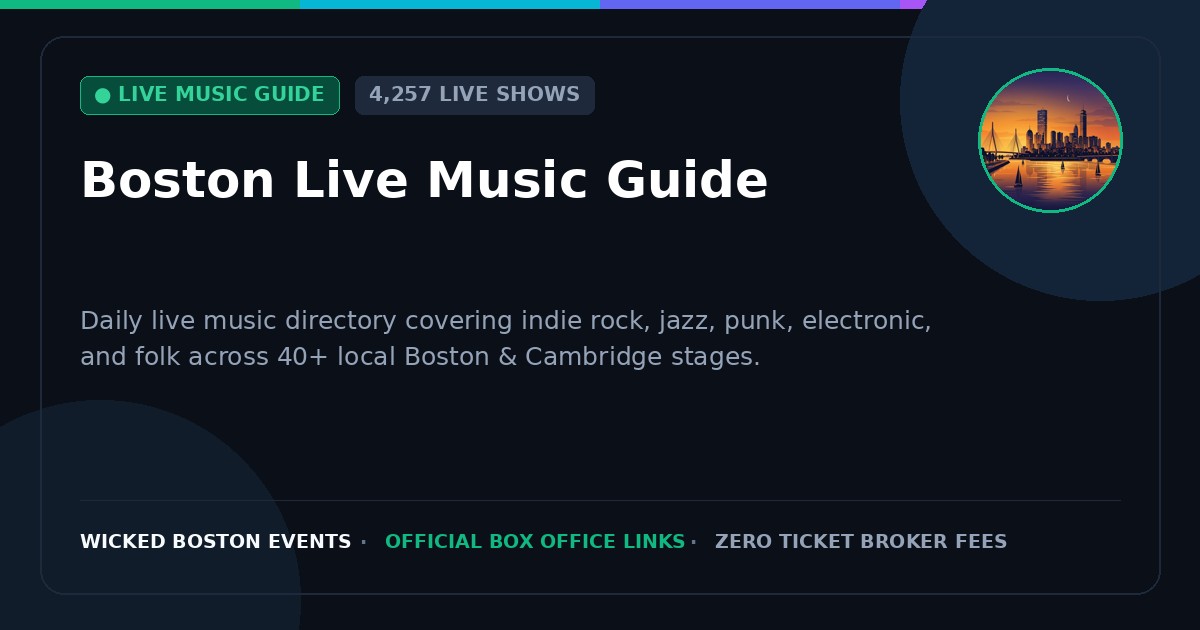 LIVE MUSIC GUIDE
4,257 LIVE SHOWS
Boston Live Music Guide
Daily live music directory covering indie rock, jazz, punk, electronic,
and folk across 40+ local Boston & Cambridge stages.
WICKED BOSTON EVENTS · OFFICIAL BOX OFFICE LINKS · ZERO TICKET BROKER FEES